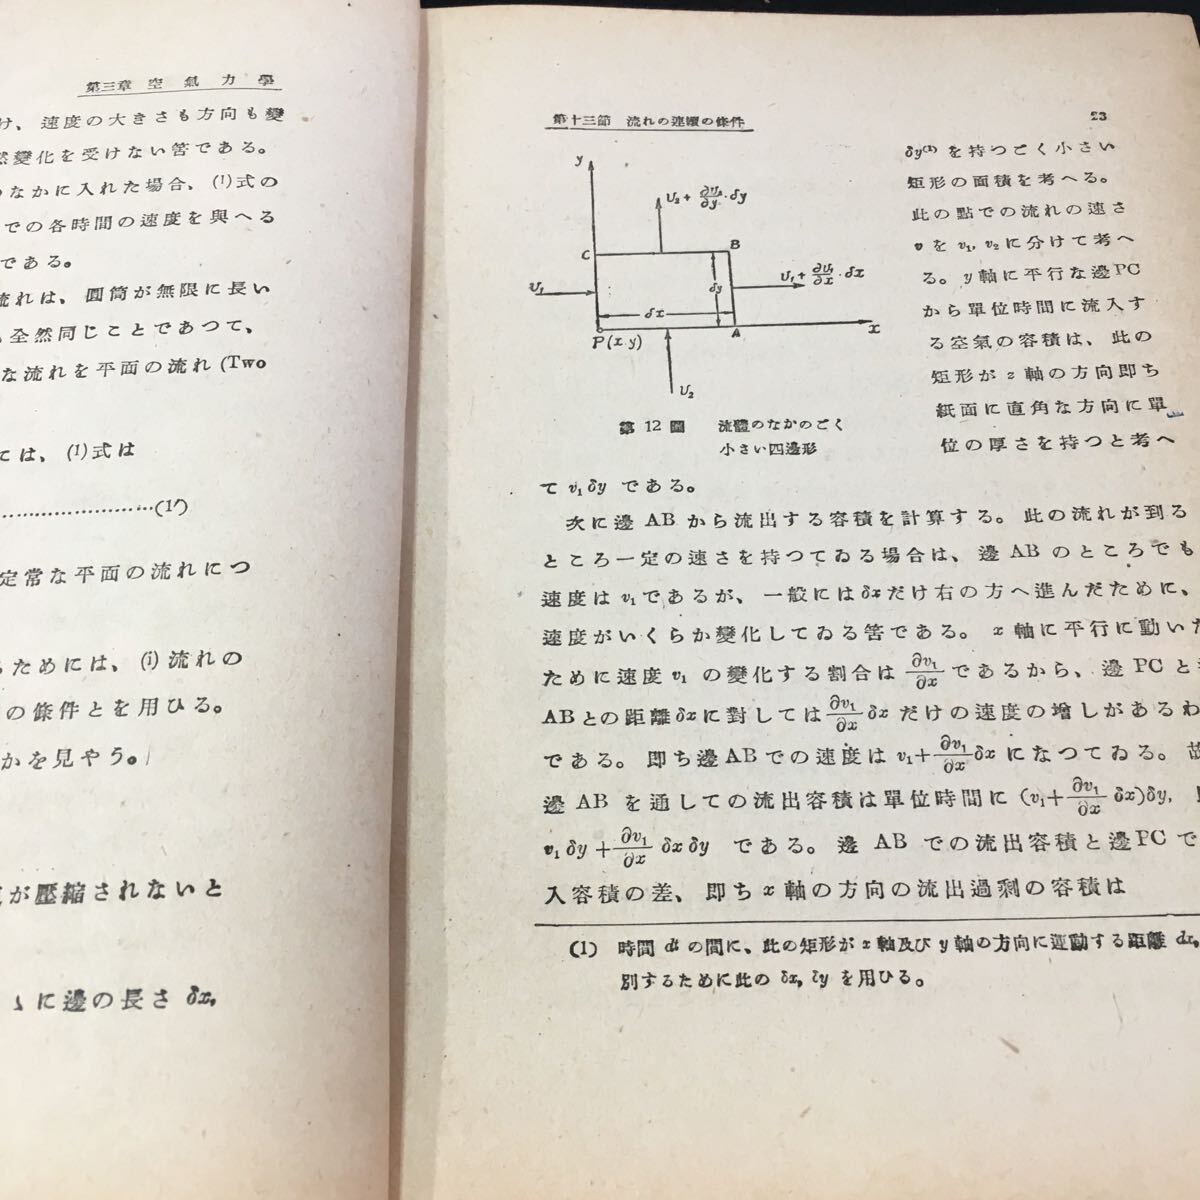 第三章 空氣力學
け、速度の大きさも方向も變
然變化を受けない筈である。
なかに入れた場合、(1)式の
での各時間の速度を與へる
である。
流れは、圓筒が無限に長い
全然同じことであつて、
な流れを平面の流れ (Two
ては、(1)式は
……………………(1')
定常な平面の流れにつ
ためには、(i) 流れの
の條件とを用ひる。
かを見やう。
が壓縮されないと
に邊の長さ δx,
第十三節 流れの連續の條件 23
y
U₂+ ∂U₂/∂y・δy
C B
U₁ δy U₁+ ∂U₁/∂x・δx
δx
P(x.y) A x
U₂
第12圖 流體のなかのごく
小さい四邊形
δy⁽¹⁾ を持つごく小さい
矩形の面積を考へる。
此の點での流れの速さ
v を v₁, v₂ に分けて考へ
る。y 軸に平行な邊PC
から單位時間に流入す
る空氣の容積は、此の
矩形が z 軸の方向即ち
紙面に直角な方向に單
位の厚さを持つと考へ
て v₁δy である。
次に邊 AB から流出する容積を計算する。此の流れが到る
ところ一定の速さを持つてゐる場合は、邊 AB のところでも
速度は v₁ であるが、一般には δx だけ右の方へ進んだために、
速度がいくらか變化してゐる筈である。x 軸に平行に動いた
ために速度 v₁ の變化する割合は ∂v₁/∂x であるから、邊 PC と
ABとの距離δxに對しては ∂v₁/∂x δx だけの速度の增しがあるわ
である。即ち邊ABでの速度は v₁+∂v₁/∂x δx になつてゐる。故
邊 AB を通しての流出容積は單位時間に (v₁+∂v₁/∂x δx)δy,
v₁δy+∂v₁/∂x δxδy である。邊 AB での流出容積と邊PCで
入容積の差、即ち x 軸の方向の流出過剩の容積は
(1) 時間 dt の間に、此の矩形が x 軸及び y 軸の方向に運動する距離 dx,
別するために此の δx, δy を用ひる。